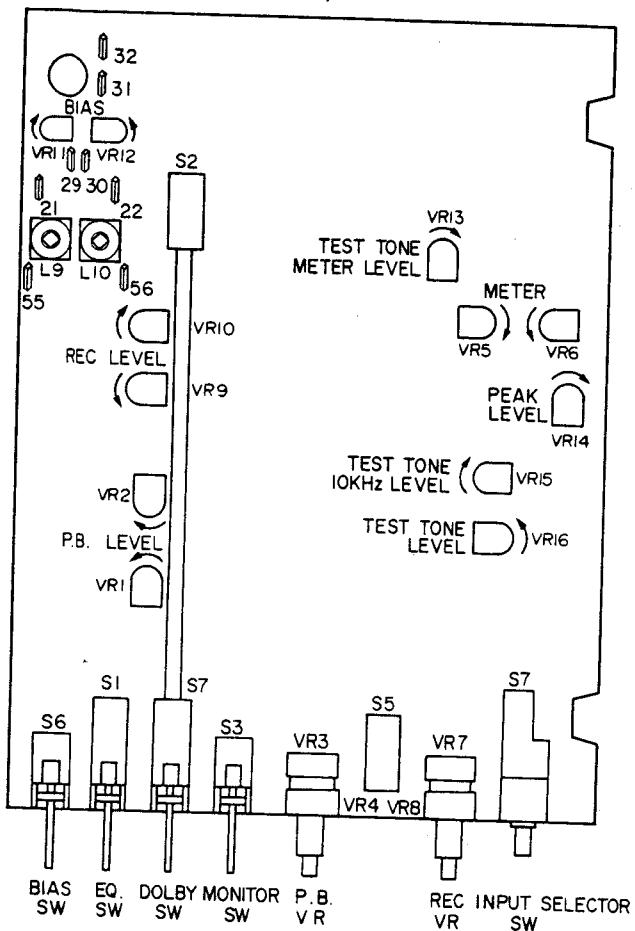 32
31
BIAS
VR11 VR12
29 30
S2
21 22
L9 L10
55 56
VR13
TEST TONE
METER LEVEL
METER
VR5 VR6
VR10
REC LEVEL
VR9
PEAK
LEVEL
VR14
TEST TONE
10KHz LEVEL
VR15
VR2
TEST TONE
LEVEL
VR16
P.B. LEVEL
VR1
S6
S1
S7
S3
VR3
S5
VR7
S7
VR4 VR8
BIAS
SW
EQ.
SW
DOLBY
SW
MONITOR
SW
P.B.
VR
REC
VR
INPUT SELECTOR
SW